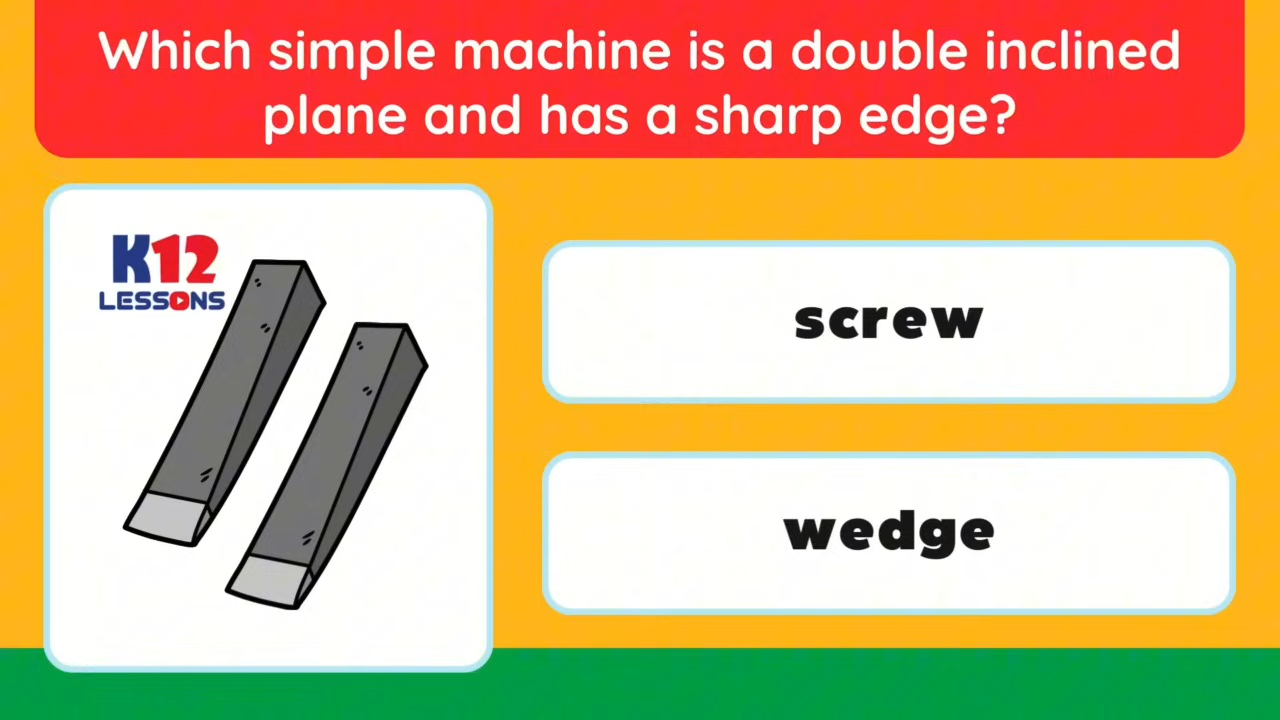 Which simple machine is a double inclined
plane and has a sharp edge?
K12
LESSONS
screw
wedge